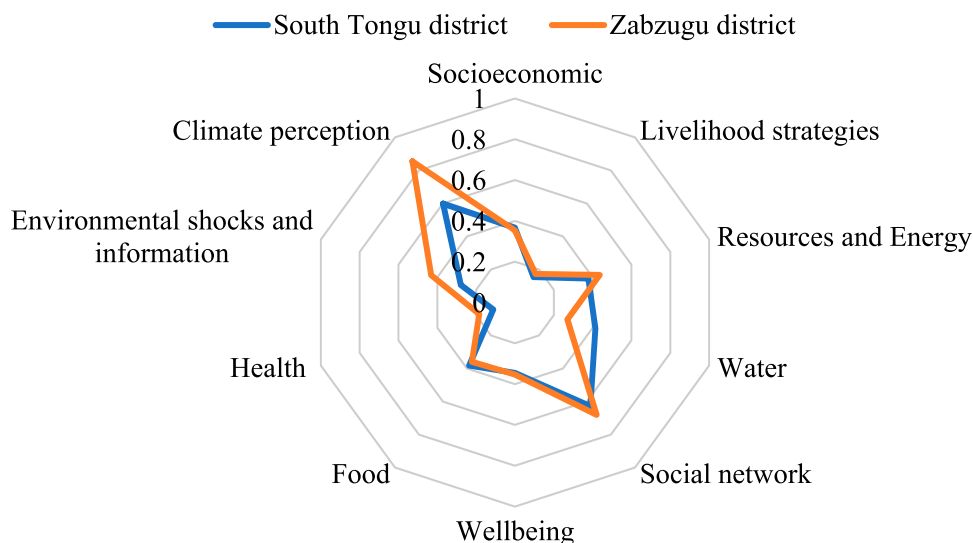 South Tongu district
Zabzugu district
Socioeconomic
1
Climate perception
Livelihood strategies
0.8
0.6
Environmental shocks and
information
0.4
Resources and Energy
0.2
0
Health
Water
Food
Social network
Wellbeing